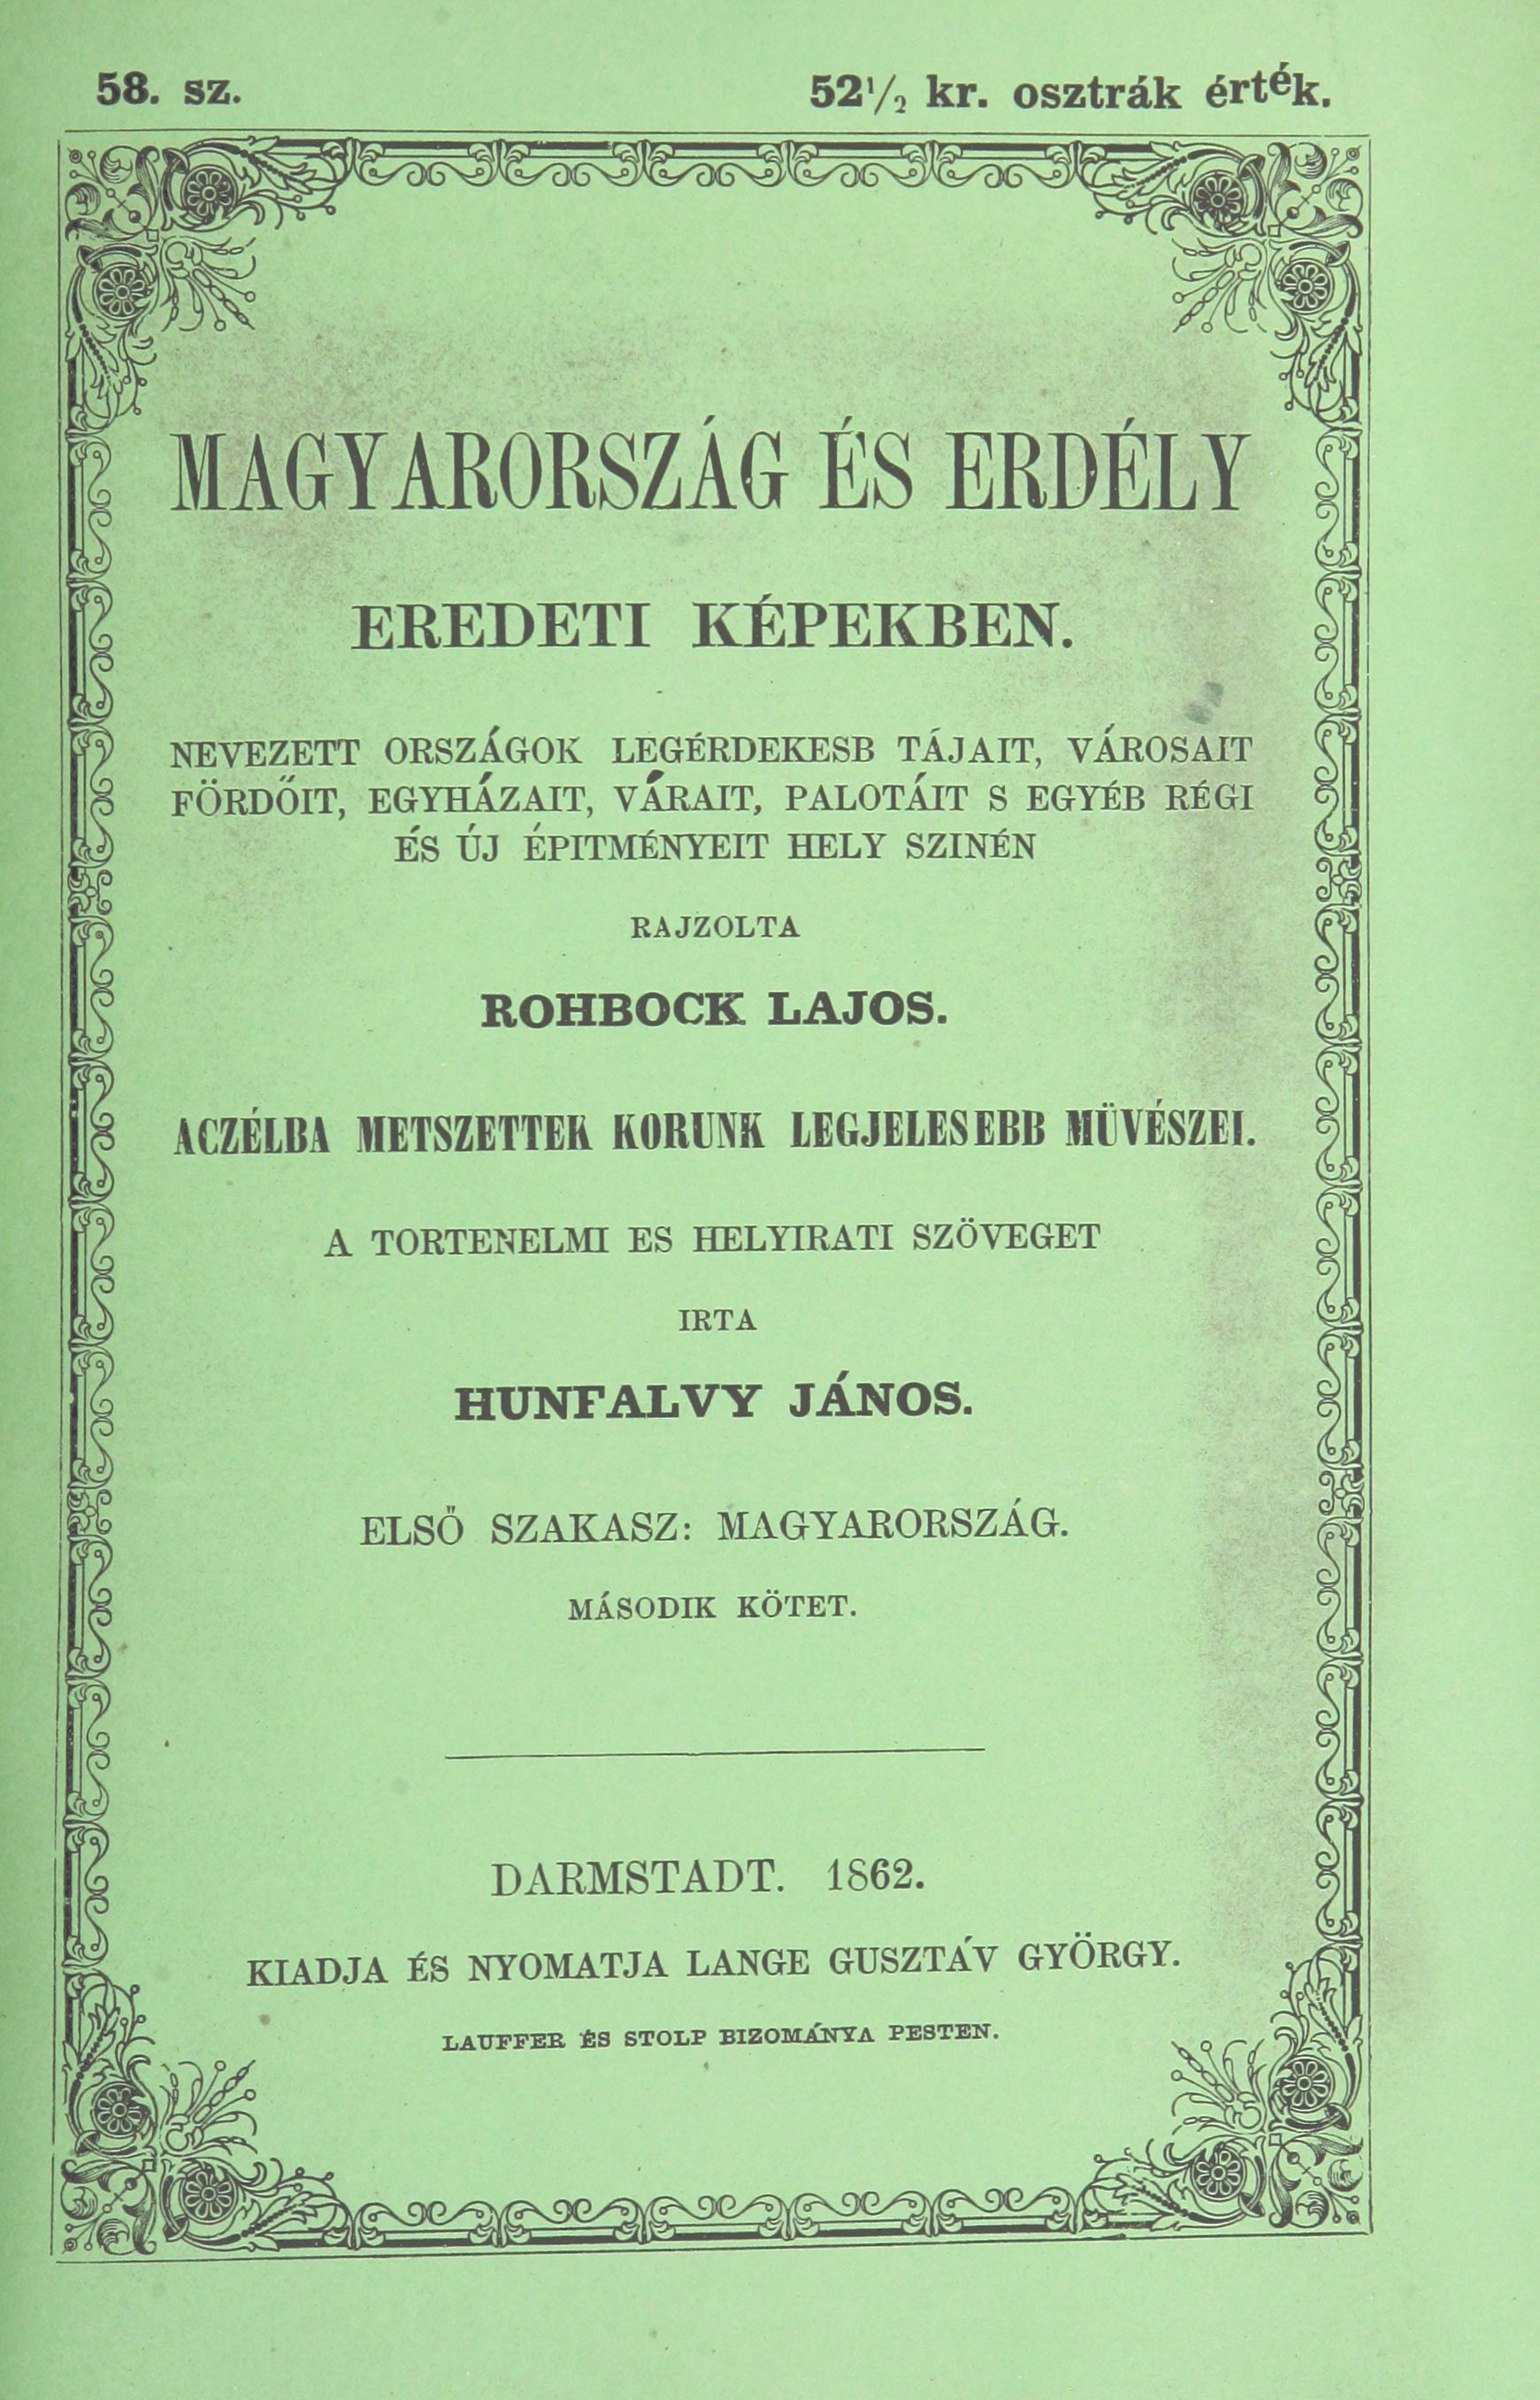 58. sz.
52 1/2 kr. osztrák érték.
MAGYARORSZÁG ÉS ERDÉLY
EREDETI KÉPEKBEN.
NEVEZETT ORSZÁGOK LEGÉRDEKESB TÁJAIT, VÁROSAIT
FÖRDŐIT, EGYHÁZAIT, VÁRAIT, PALOTÁIT S EGYÉB RÉGI
ÉS ÚJ ÉPITMÉNYEIT HELY SZINÉN
RAJZOLTA
ROHBOCK LAJOS.
ACZÉLBA METSZETTEK KORUNK LEGJELESEBB MÜVÉSZEI.
A TORTENELMI ES HELYIRATI SZÖVEGET
IRTA
HUNFALVY JÁNOS.
ELSŐ SZAKASZ: MAGYARORSZÁG.
MÁSODIK KÖTET.
DARMSTADT. 1862.
KIADJA ÉS NYOMATJA LANGE GUSZTÁV GYÖRGY.
LAUFFER ÉS STOLP BIZOMÁNYA PESTEN.